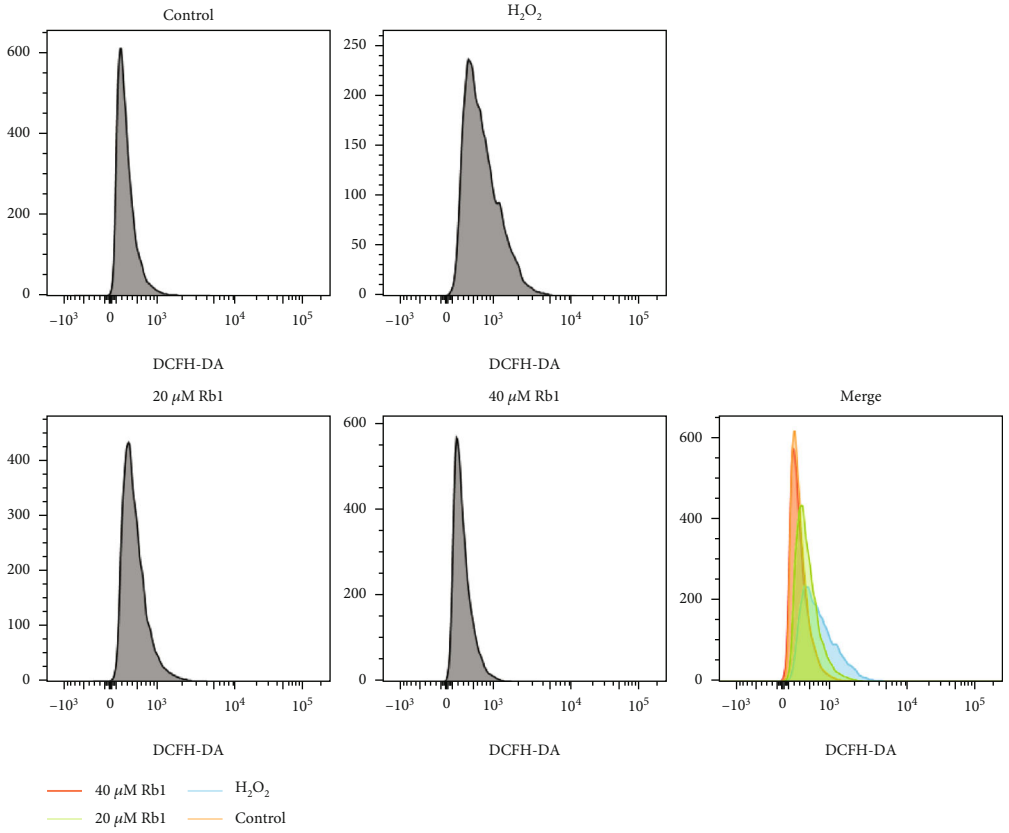 Control
600
400
200
0
–10³ 0 10³ 10⁴ 10⁵
DCFH-DA
H₂O₂
250
200
150
100
50
0
–10³ 0 10³ 10⁴ 10⁵
DCFH-DA
20 μM Rb1
400
300
200
100
0
–10³ 0 10³ 10⁴ 10⁵
DCFH-DA
40 μM Rb1
600
400
200
0
–10³ 0 10³ 10⁴ 10⁵
DCFH-DA
Merge
600
400
200
0
–10³ 0 10³ 10⁴ 10⁵
DCFH-DA
40 μM Rb1 H₂O₂
20 μM Rb1 Control